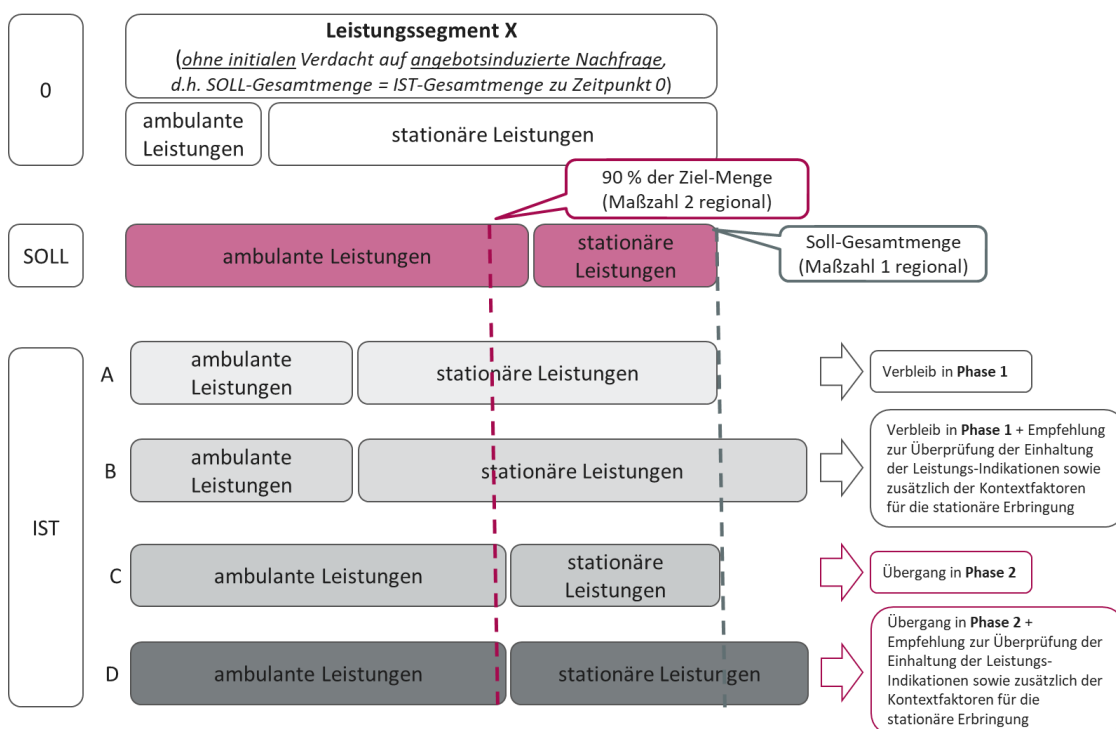 0
Leistungssegment X
(ohne initialen Verdacht auf angebotsinduzierte Nachfrage,
d.h. SOLL-Gesamtmenge = IST-Gesamtmenge zu Zeitpunkt 0)
ambulante
Leistungen
stationäre Leistungen
90 % der Ziel-Menge
(Maßzahl 2 regional)
SOLL
ambulante Leistungen
stationäre
Leistungen
Soll-Gesamtmenge
(Maßzahl 1 regional)
IST
A
ambulante
Leistungen
stationäre Leistungen
Verbleib in Phase 1
B
ambulante
Leistungen
stationäre Leistungen
Verbleib in Phase 1 + Empfehlung
zur Überprüfung der Einhaltung
der Leistungs-Indikationen sowie
zusätzlich der Kontextfaktoren
für die stationäre Erbringung
C
ambulante Leistungen
stationäre
Leistungen
Übergang in Phase 2
D
ambulante Leistungen
stationäre Leistungen
Übergang in Phase 2 +
Empfehlung zur Überprüfung der
Einhaltung der Leistungs-
Indikationen sowie zusätzlich der
Kontextfaktoren für die
stationäre Erbringung